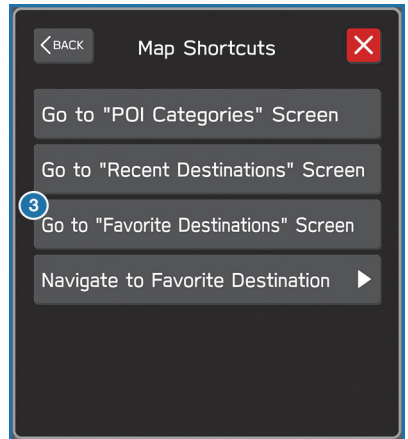 BACK
Map Shortcuts
Go to "POI Categories" Screen
Go to "Recent Destinations" Screen
3
Go to "Favorite Destinations" Screen
Navigate to Favorite Destination